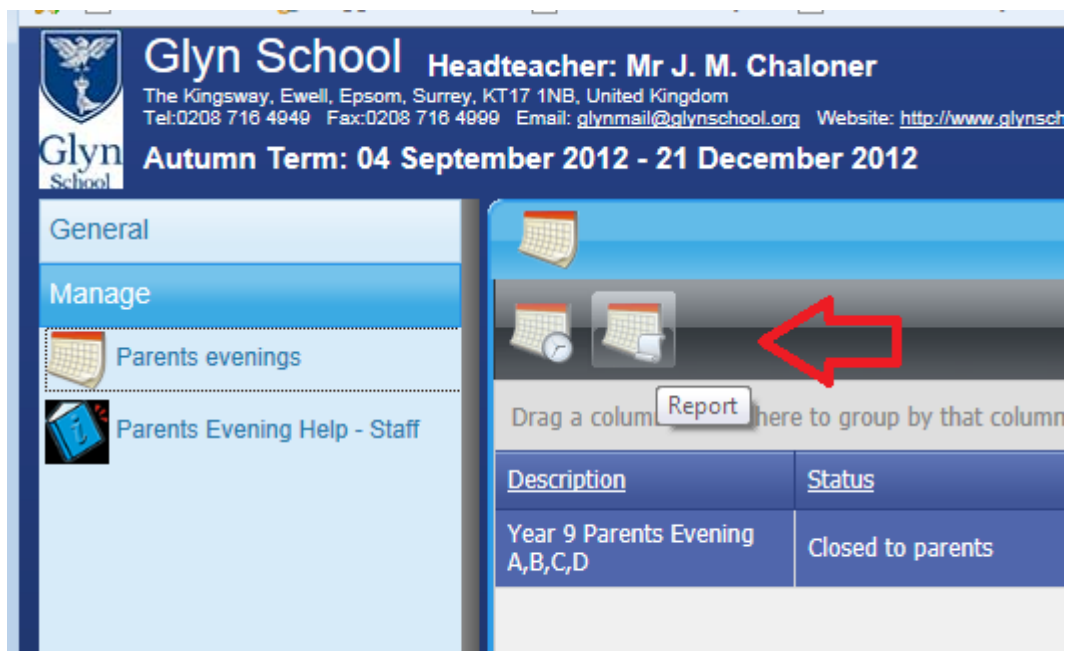 Glyn School Headteacher: Mr J. M. Chaloner
The Kingsway, Ewell, Epsom, Surrey, KT17 1NB, United Kingdom
Tel:0208 716 4949 Fax:0208 716 4999 Email: glynmail@glynschool.org Website: http://www.glynsch
Glyn
School
Autumn Term: 04 September 2012 - 21 December 2012
General
Manage
Parents evenings
Parents Evening Help - Staff
Report
Drag a colum here to group by that column
Description Status
Year 9 Parents Evening
A,B,C,D
Closed to parents